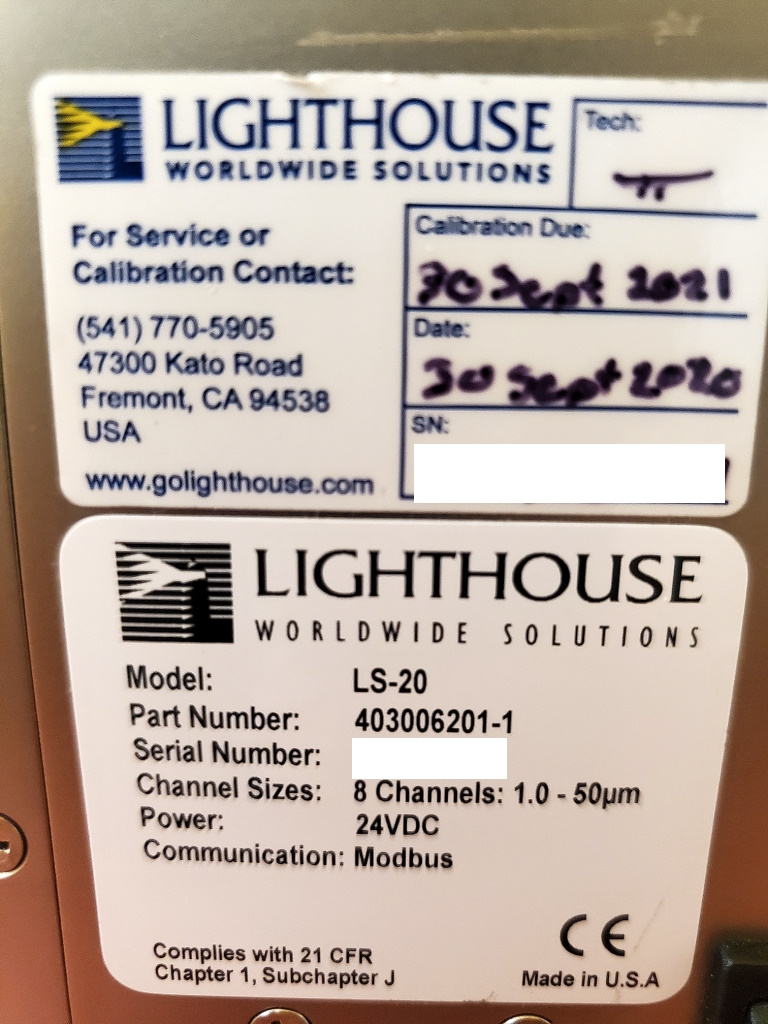 LIGHTHOUSE
WORLDWIDE SOLUTIONS
Tech:
For Service or
Calibration Contact:
(541) 770-5905
47300 Kato Road
Fremont, CA 94538
USA
www.golighthouse.com
Calibration Due:
30 Sept 2021
Date:
30 Sept 2020
SN:
LIGHTHOUSE
WORLDWIDE SOLUTIONS
Model: LS-20
Part Number: 403006201-1
Serial Number:
Channel Sizes: 8 Channels: 1.0 - 50µm
Power: 24VDC
Communication: Modbus
Complies with 21 CFR
Chapter 1, Subchapter J
CE
Made in U.S.A